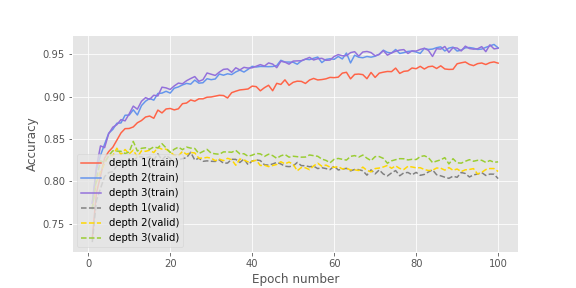 0.95
0.90
0.85
0.80
0.75
Accuracy
depth 1(train)
depth 2(train)
depth 3(train)
depth 1(valid)
depth 2(valid)
depth 3(valid)
0 20 40 60 80 100
Epoch number